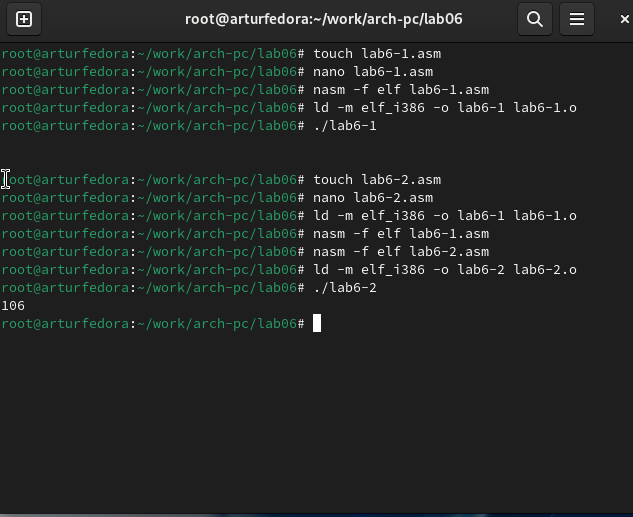 root@arturfedora:~/work/arch-pc/lab06
root@arturfedora:~/work/arch-pc/lab06# touch lab6-1.asm
root@arturfedora:~/work/arch-pc/lab06# nano lab6-1.asm
root@arturfedora:~/work/arch-pc/lab06# nasm -f elf lab6-1.asm
root@arturfedora:~/work/arch-pc/lab06# ld -m elf_i386 -o lab6-1 lab6-1.o
root@arturfedora:~/work/arch-pc/lab06# ./lab6-1
root@arturfedora:~/work/arch-pc/lab06# touch lab6-2.asm
root@arturfedora:~/work/arch-pc/lab06# nano lab6-2.asm
root@arturfedora:~/work/arch-pc/lab06# ld -m elf_i386 -o lab6-1 lab6-1.o
root@arturfedora:~/work/arch-pc/lab06# nasm -f elf lab6-1.asm
root@arturfedora:~/work/arch-pc/lab06# nasm -f elf lab6-2.asm
root@arturfedora:~/work/arch-pc/lab06# ld -m elf_i386 -o lab6-2 lab6-2.o
root@arturfedora:~/work/arch-pc/lab06# ./lab6-2
106
root@arturfedora:~/work/arch-pc/lab06#